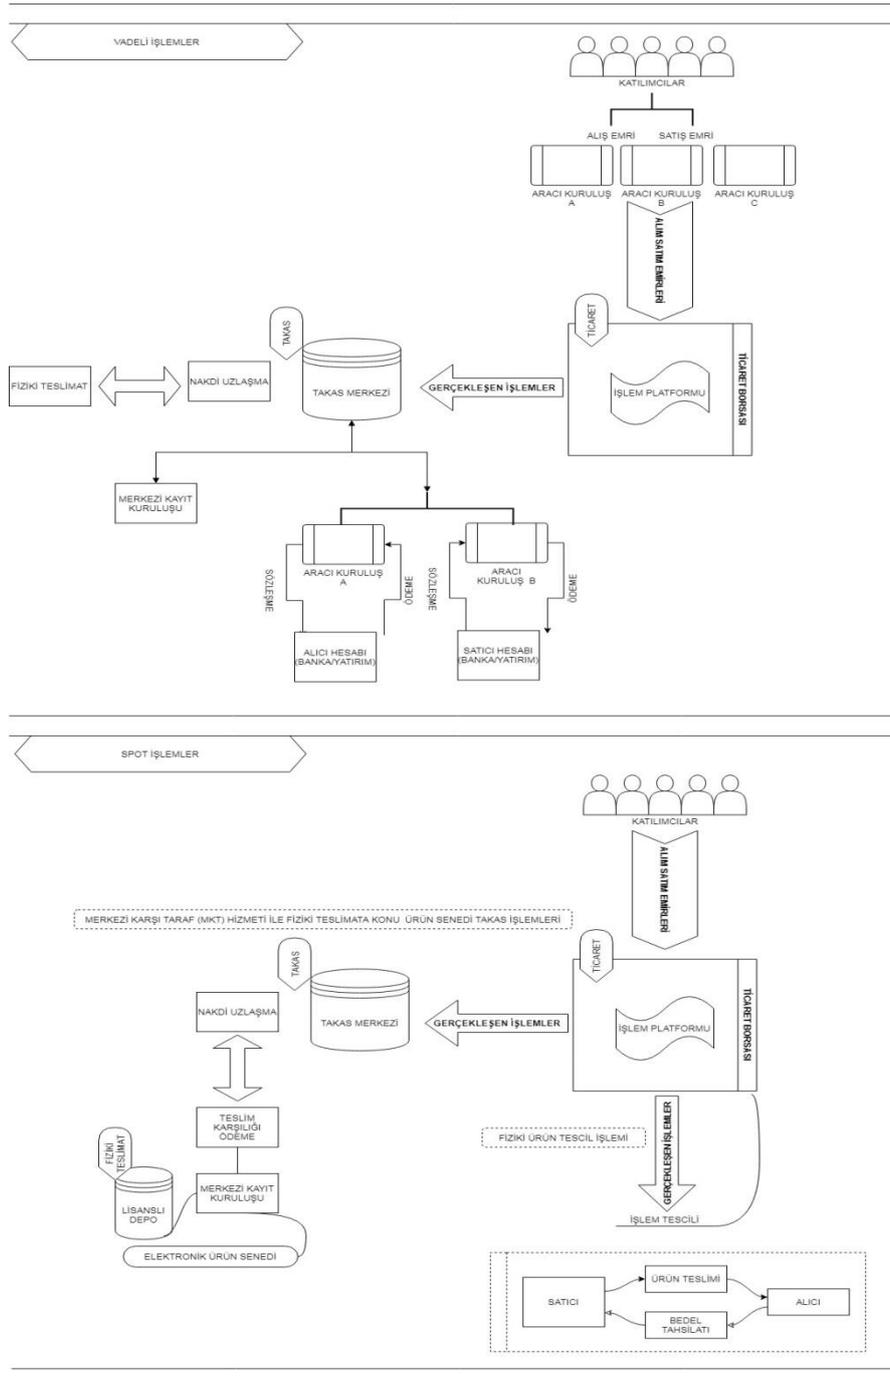 VADELİ İŞLEMLER
KATILIMCILAR
ALIŞ EMRİ
SATIŞ EMRİ
ARACI KURULUŞ
A
ARACI KURULUŞ
B
ARACI KURULUŞ
C
ALIM SATIM EMİRLERİ
TİCARET
TİCARET BORSASI
İŞLEM PLATFORMU
GERÇEKLEŞEN İŞLEMLER
TAKAS
TAKAS MERKEZİ
NAKDİ UZLAŞMA
FİZİKİ TESLİMAT
MERKEZİ KAYIT
KURULUŞU
ARACI KURULUŞ
A
ARACI
KURULUŞ B
SÖZLEŞME
ÖDEME
SÖZLEŞME
ÖDEME
ALICI HESABI
(BANKA/YATIRIM)
SATICI HESABI
(BANKA/YATIRIM)
SPOT İŞLEMLER
KATILIMCILAR
ALIM SATIM EMİRLERİ
MERKEZİ KARŞI TARAF (MKT) HİZMETİ İLE FİZİKİ TESLİMATA KONU ÜRÜN SENEDİ TAKAS İŞLEMLERİ
TİCARET
TİCARET BORSASI
İŞLEM PLATFORMU
GERÇEKLEŞEN İŞLEMLER
TAKAS
TAKAS MERKEZİ
NAKDİ UZLAŞMA
TESLİM
KARŞILIĞI
ÖDEME
FİZİKİ
TESLİMAT
LİSANSLI
DEPO
MERKEZİ KAYIT
KURULUŞU
ELEKTRONİK ÜRÜN SENEDİ
FİZİKİ ÜRÜN TESCİL İŞLEMİ
GERÇEKLEŞEN İŞLEMLER
İŞLEM TESCİLİ
SATICI
ÜRÜN TESLİMİ
ALICI
BEDEL
TAHSİLATI